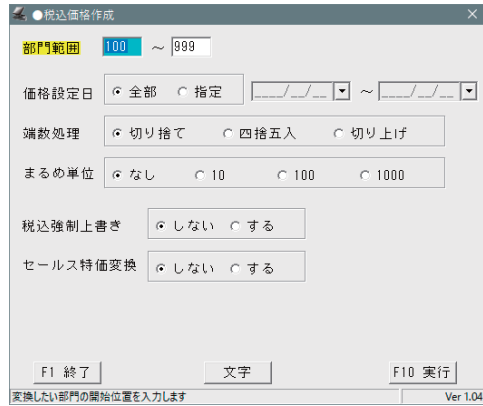 ●税込価格作成
部門範囲 100 ～ 999
価格設定日 全部 指定 ____/__/__ ～ ____/__/__
端数処理 切り捨て 四捨五入 切り上げ
まるめ単位 なし 10 100 1000
税込強制上書き しない する
セールス特価変換 しない する
F1 終了 文字 F10 実行
変換したい部門の開始位置を入力します Ver 1.04